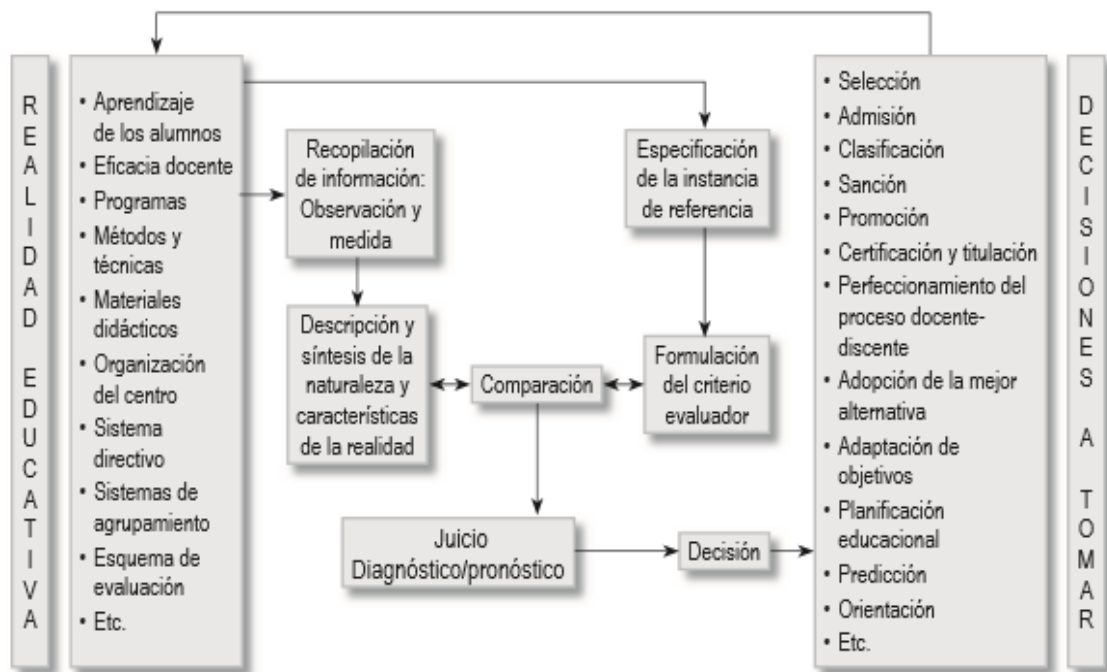 REALIDAD EDUCATIVA
• Aprendizaje
de los alumnos
• Eficacia docente
• Programas
• Métodos y
técnicas
• Materiales
didácticos
• Organización
del centro
• Sistema
directivo
• Sistemas de
agrupamiento
• Esquema de
evaluación
• Etc.
Recopilación
de información:
Observación y
medida
Descripción y
síntesis de la
naturaleza y
características
de la realidad
Comparación
Especificación
de la instancia
de referencia
Formulación
del criterio
evaluador
Juicio
Diagnóstico/pronóstico
Decisión
• Selección
• Admisión
• Clasificación
• Sanción
• Promoción
• Certificación y titulación
• Perfeccionamiento del
proceso docente-
discente
• Adopción de la mejor
alternativa
• Adaptación de
objetivos
• Planificación
educacional
• Predicción
• Orientación
• Etc.
DECISIONES A TOMAR